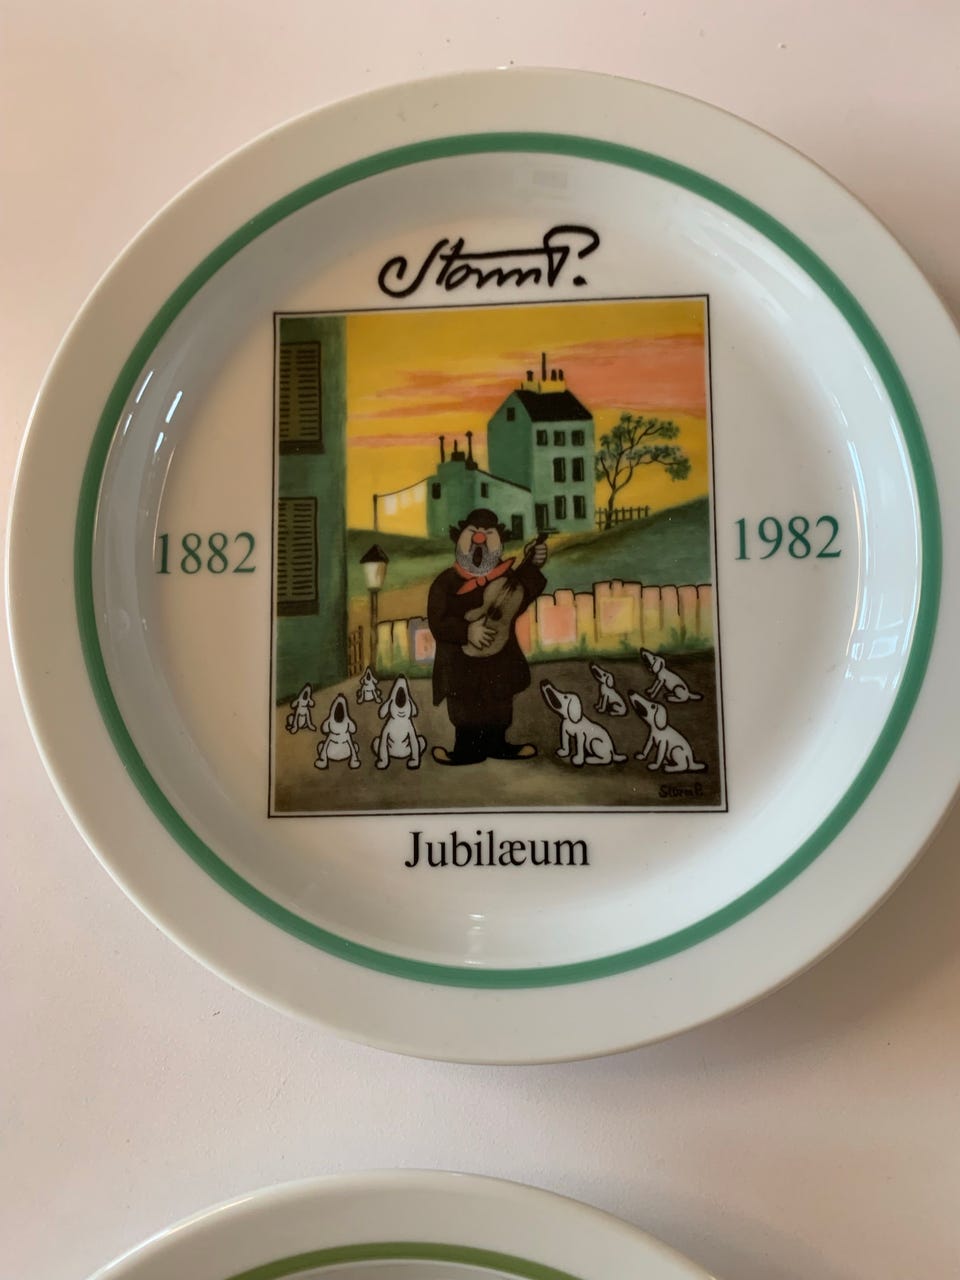 Storm P.
1882
1982
Storm P.
Jubilæum